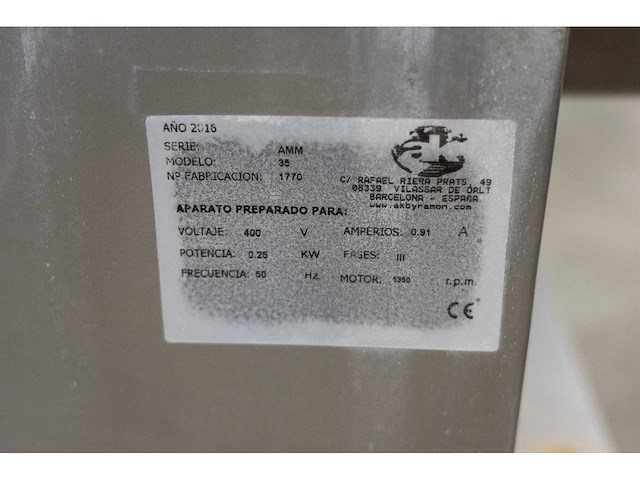 AÑO 2016
SERIE: AMM
MODELO: 35
Nº FABRICACION: 1770
ak
C/ RAFAEL RIERA PRATS, 49
08339 VILASSAR DE DALT
BARCELONA - ESPAÑA
www.akbyramon.com
APARATO PREPARADO PARA:
VOLTAJE: 400 V AMPERIOS: 0.91 A
POTENCIA: 0.25 KW FASES: III
FRECUENCIA: 50 Hz. MOTOR: 1350 r.p.m.
CE